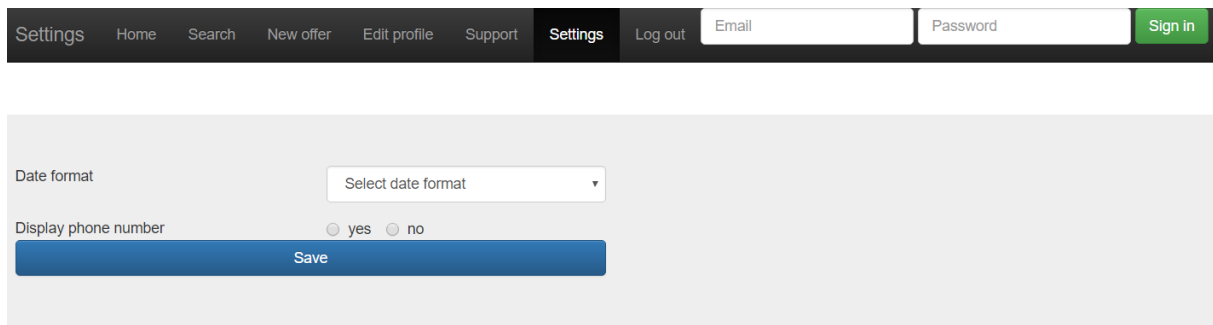 Settings Home Search New offer Edit profile Support Settings Log out Email Password Sign in
Date format Select date format
Display phone number yes no
Save